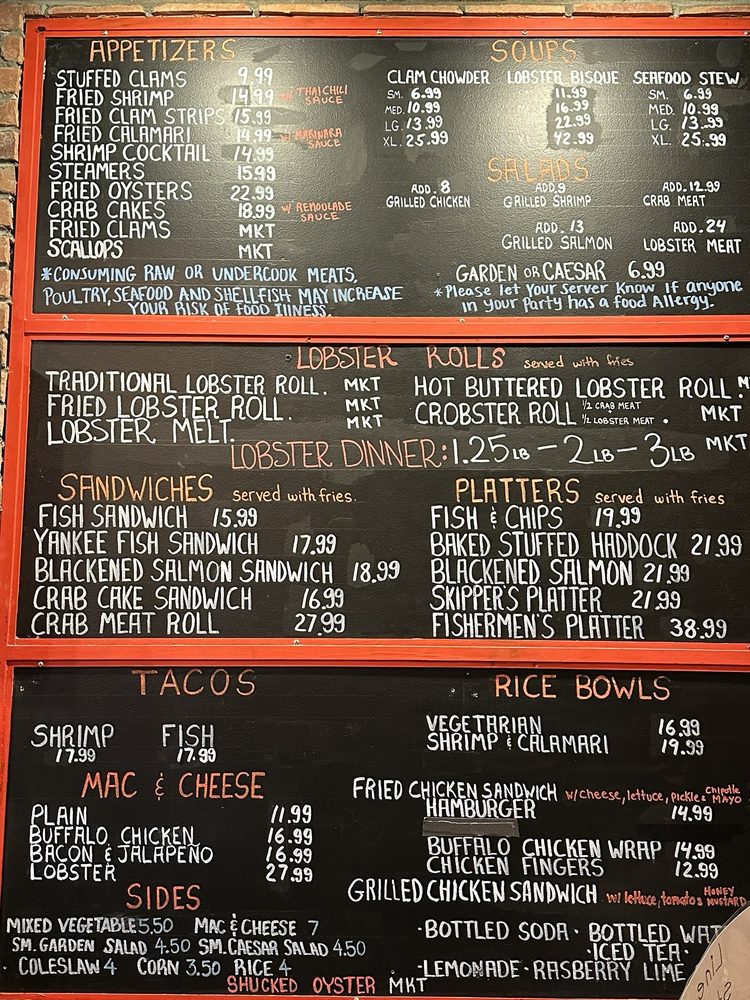 APPETIZERS
STUFFED CLAMS 9.99
FRIED SHRIMP 14.99 w/ THAI CHILI SAUCE
FRIED CLAM STRIPS 15.99
FRIED CALAMARI 14.99 w/ MARINARA SAUCE
SHRIMP COCKTAIL 14.99
STEAMERS 15.99
FRIED OYSTERS 22.99
CRAB CAKES 18.99 w/ REMOULADE SAUCE
FRIED CLAMS MKT
SCALLOPS MKT
*CONSUMING RAW OR UNDERCOOK MEATS,
POULTRY, SEAFOOD AND SHELLFISH MAY INCREASE
YOUR RISK OF FOOD ILLNESS.
SOUPS
CLAM CHOWDER LOBSTER BISQUE SEAFOOD STEW
SM. 6.99 11.99 SM. 6.99
MED. 10.99 16.99 MED. 10.99
LG. 13.99 22.99 LG. 13.99
XL. 25.99 42.99 XL. 25.99
SALADS
ADD. 8 ADD. 9 ADD. 12.99
GRILLED CHICKEN GRILLED SHRIMP CRAB MEAT
ADD. 13 ADD. 24
GRILLED SALMON LOBSTER MEAT
GARDEN OR CAESAR 6.99
*Please let Your Server Know If anyone
in your Party has a food Allergy.
LOBSTER ROLLS served with fries
TRADITIONAL LOBSTER ROLL. MKT
FRIED LOBSTER ROLL. MKT
LOBSTER MELT. MKT
HOT BUTTERED LOBSTER ROLL.
CROBSTER ROLL 1/2 CRAB MEAT 1/2 LOBSTER MEAT . MKT
LOBSTER DINNER: 1.25LB - 2LB - 3LB MKT
SANDWICHES served with fries.
FISH SANDWICH 15.99
YANKEE FISH SANDWICH 17.99
BLACKENED SALMON SANDWICH 18.99
CRAB CAKE SANDWICH 16.99
CRAB MEAT ROLL 27.99
PLATTERS served with fries
FISH & CHIPS 19.99
BAKED STUFFED HADDOCK 21.99
BLACKENED SALMON 21.99
SKIPPER'S PLATTER 21.99
FISHERMEN'S PLATTER 38.99
TACOS
SHRIMP FISH
17.99 17.99
MAC & CHEESE
PLAIN 11.99
BUFFALO CHICKEN 16.99
BACON & JALAPEÑO 16.99
LOBSTER 27.99
SIDES
MIXED VEGETABLE 5.50 MAC & CHEESE 7
SM. GARDEN SALAD 4.50 SM. CAESAR SALAD 4.50
COLESLAW 4 CORN 3.50 RICE 4
SHUCKED OYSTER MKT
RICE BOWLS
VEGETARIAN 16.99
SHRIMP & CALAMARI 19.99
FRIED CHICKEN SANDWICH w/cheese, lettuce, pickle & Chipotle MAYO
HAMBURGER 14.99
BUFFALO CHICKEN WRAP 14.99
CHICKEN FINGERS 12.99
GRILLED CHICKEN SANDWICH w/ lettuce, tomato & HONEY MUSTARD
·BOTTLED SODA· BOTTLED WAT
·ICED TEA·
·LEMONADE· RASBERRY LIME